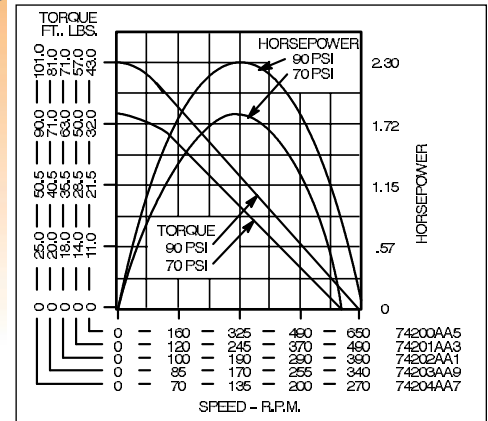 TORQUE
FT.. LBS.
101.0 – 81.0 – 71.0 – 57.0 – 43.0
90.0 – 71.0 – 63.0 – 50.0 – 32.0
50.5 – 40.5 – 35.5 – 28.5 – 21.5
25.0 – 20.0 – 18.0 – 14.0 – 11.0
0 0 0 0 0
HORSEPOWER
90 PSI
70 PSI
TORQUE
90 PSI
70 PSI
2.30
1.72
1.15
.57
0
HORSEPOWER
0 – 160 – 325 – 490 – 650 74200AA5
0 – 120 – 245 – 370 – 490 74201AA3
0 – 100 – 190 – 290 – 390 74202AA1
0 – 85 – 170 – 255 – 340 74203AA9
0 – 70 – 135 – 200 – 270 74204AA7
SPEED – R.P.M.